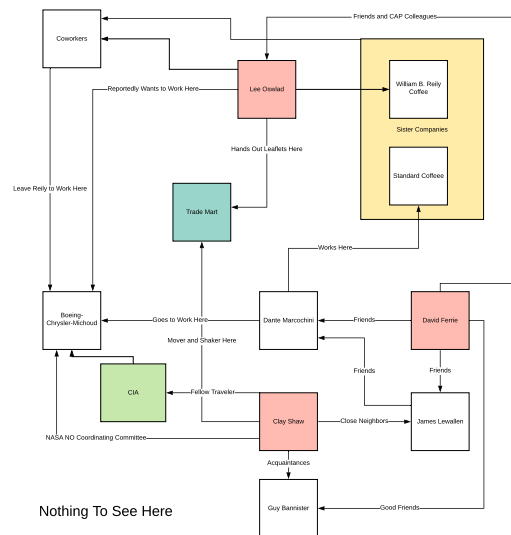 Friends and CAP Colleagues
Coworkers
William B. Reily
Coffee
Lee Oswlad
Reportedly Wants to Work Here
Sister Companies
Hands Out Leaflets Here
Standard Coffeee
Leave Reily to Work Here
Trade Mart
Works Here
Boeing-
Chrysler-Michoud
Goes to Work Here
Dante Marcochini
Friends
David Ferrie
Mover and Shaker Here
Friends
Friends
CIA
Fellow Traveler
Clay Shaw
Close Neighbors
James Lewallen
NASA NO Coordinating Committee
Acquaintances
Nothing To See Here
Guy Bannister
Good Friends